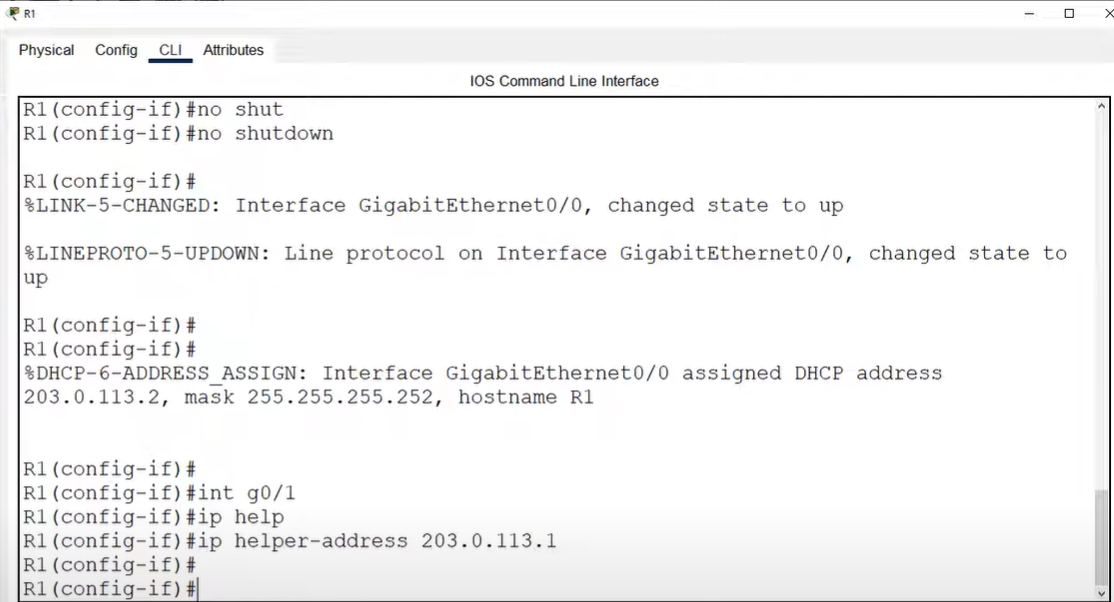 R1
Physical Config CLI Attributes
IOS Command Line Interface
R1(config-if)#no shut
R1(config-if)#no shutdown
R1(config-if)#
%LINK-5-CHANGED: Interface GigabitEthernet0/0, changed state to up
%LINEPROTO-5-UPDOWN: Line protocol on Interface GigabitEthernet0/0, changed state to
up
R1(config-if)#
R1(config-if)#
%DHCP-6-ADDRESS_ASSIGN: Interface GigabitEthernet0/0 assigned DHCP address
203.0.113.2, mask 255.255.255.252, hostname R1
R1(config-if)#
R1(config-if)#int g0/1
R1(config-if)#ip help
R1(config-if)#ip helper-address 203.0.113.1
R1(config-if)#
R1(config-if)#